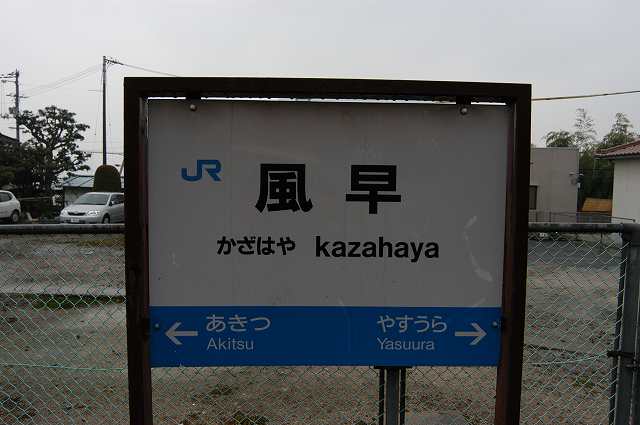 JR 風早
かざはや kazahaya
あきつ やすうら
← Akitsu Yasuura →